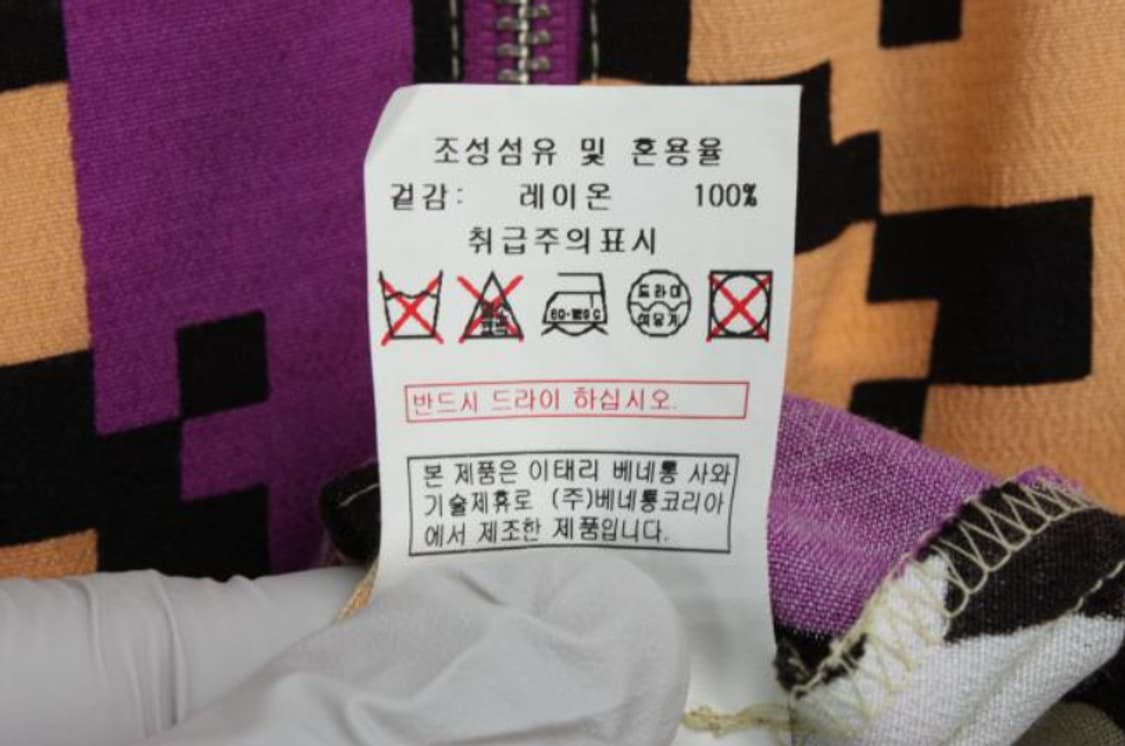 조성섬유 및 혼용율
겉감: 레이온 100%
취급주의표시
드라이
석유계
반드시 드라이 하십시오.
본 제품은 이태리 베네통 사와
기술제휴로 (주)베네통코리아
에서 제조한 제품입니다.